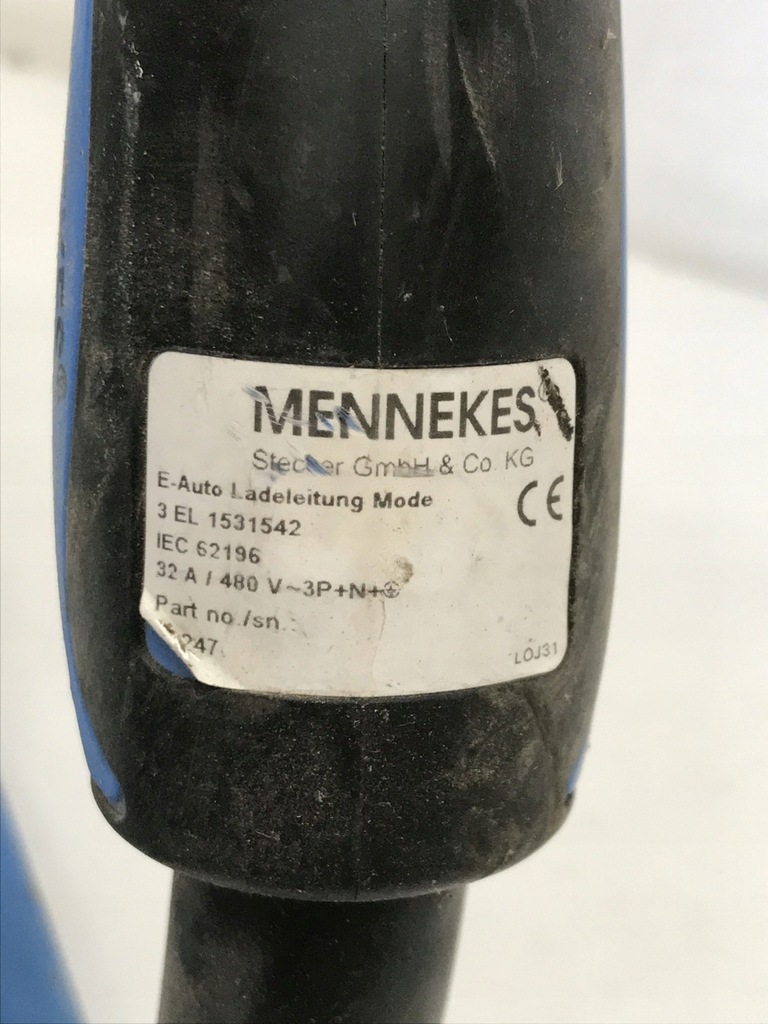 MENNEKES
Stecker GmbH & Co. KG
E-Auto Ladeleitung Mode
3 EL 1531542
IEC 62196
32 A / 480 V ~ 3P+N+⏚
Part no./sn.:
247
LOJ31
CE